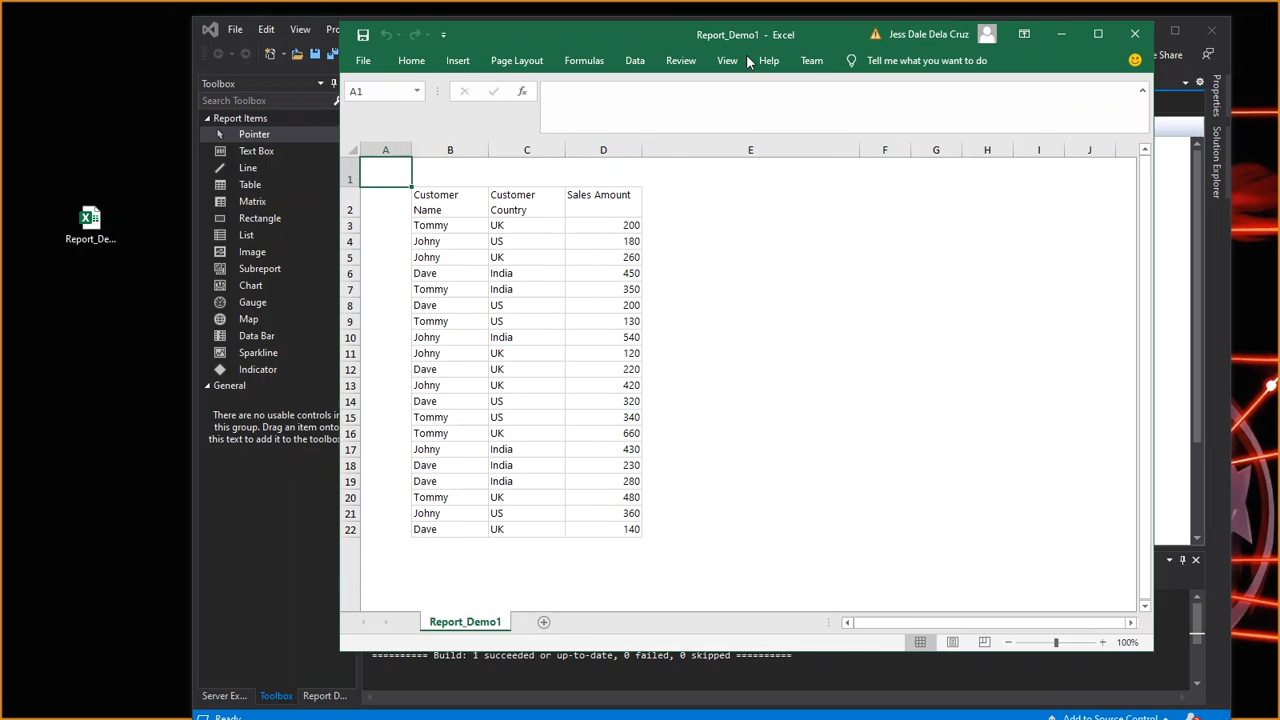 File Edit View
Toolbox
Search Toolbox
Report Items
Pointer
Text Box
Line
Table
Matrix
Rectangle
List
Image
Subreport
Chart
Gauge
Map
Data Bar
Sparkline
Indicator
General
There are no usable controls in
this group. Drag an item onto
this text to add it to the toolbox
Server Ex... Toolbox Report D...
Ready
Report_De...
Report_Demo1 - Excel
Jess Dale Dela Cruz
File Home Insert Page Layout Formulas Data Review View Help Team Tell me what you want to do
A1 fx
A B C D E F G H I J
1
2 Customer Name Customer Country Sales Amount
3 Tommy UK 200
4 Johny US 180
5 Johny UK 260
6 Dave India 450
7 Tommy India 350
8 Dave US 200
9 Tommy US 130
10 Johny India 540
11 Johny UK 120
12 Dave UK 220
13 Johny UK 420
14 Dave US 320
15 Tommy US 340
16 Tommy UK 660
17 Johny India 430
18 Dave India 230
19 Dave India 280
20 Tommy UK 480
21 Johny US 360
22 Dave UK 140
Report_Demo1
100%
========== Build: 1 succeeded or up-to-date, 0 failed, 0 skipped ==========
Share
Properties
Solution Explorer
Add to Source Control